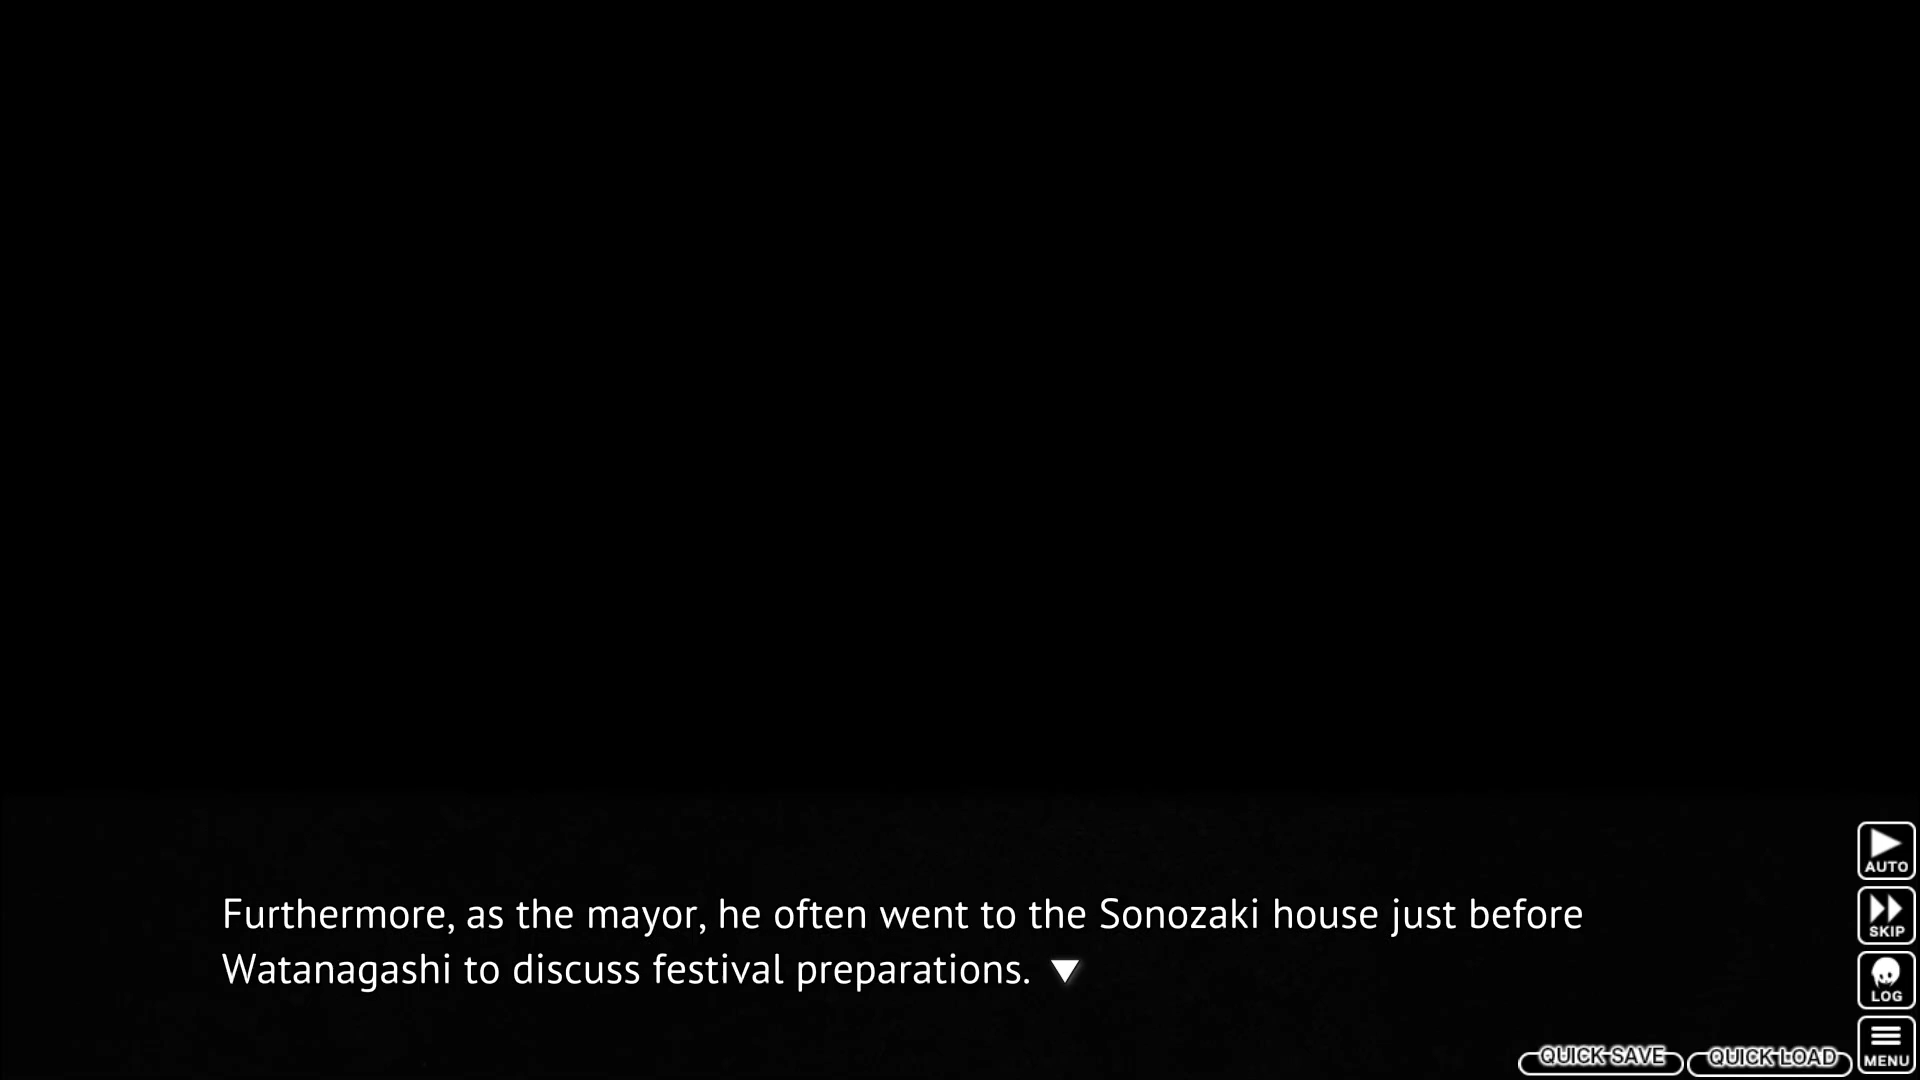 Furthermore, as the mayor, he often went to the Sonozaki house just before
Watanagashi to discuss festival preparations.
AUTO
SKIP
LOG
MENU
QUICK SAVE
QUICK LOAD